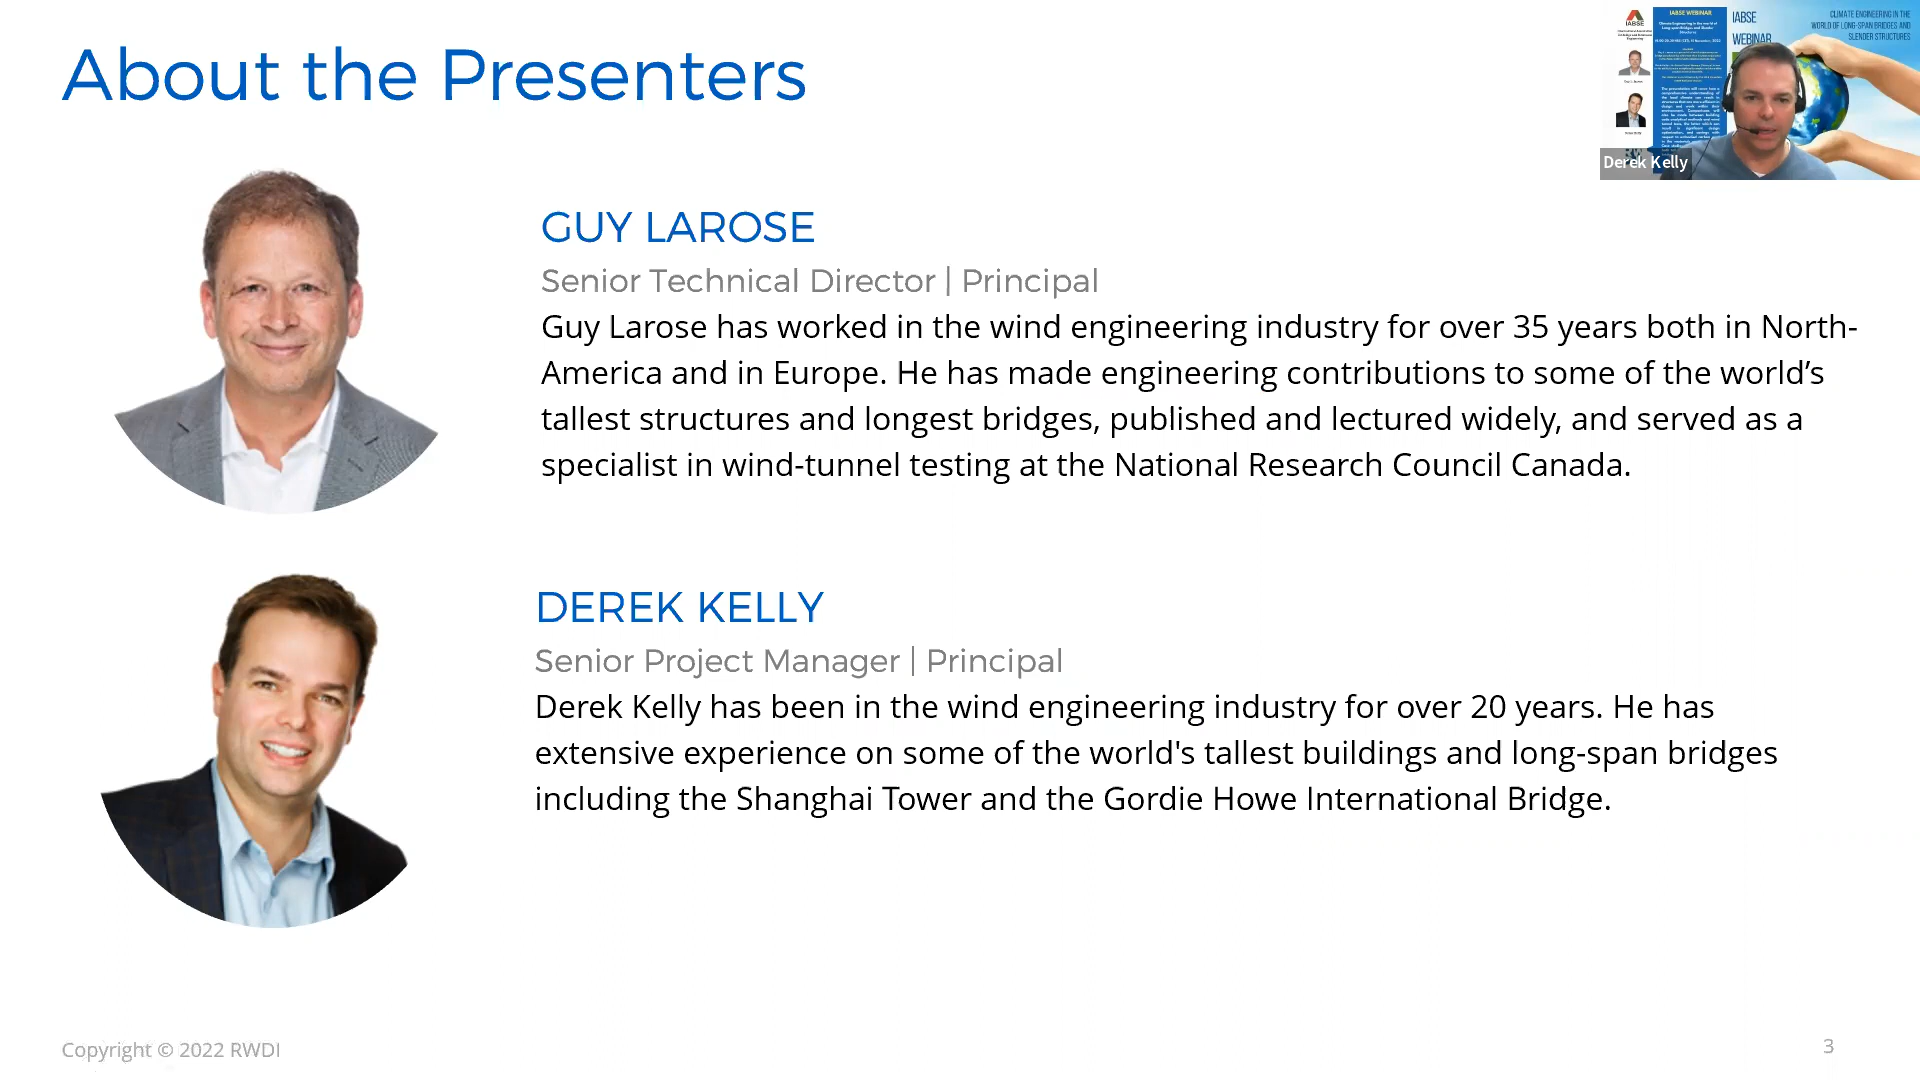 About the Presenters
IABSE WEBINAR
IABSE
WEBINAR
CLIMATE ENGINEERING IN THE
WORLD OF LONG-SPAN BRIDGES AND
SLENDER STRUCTURES
IABSE
Derek Kelly
GUY LAROSE
Senior Technical Director | Principal
Guy Larose has worked in the wind engineering industry for over 35 years both in North-
America and in Europe. He has made engineering contributions to some of the world’s
tallest structures and longest bridges, published and lectured widely, and served as a
specialist in wind-tunnel testing at the National Research Council Canada.
DEREK KELLY
Senior Project Manager | Principal
Derek Kelly has been in the wind engineering industry for over 20 years. He has
extensive experience on some of the world's tallest buildings and long-span bridges
including the Shanghai Tower and the Gordie Howe International Bridge.
Copyright © 2022 RWDI
3